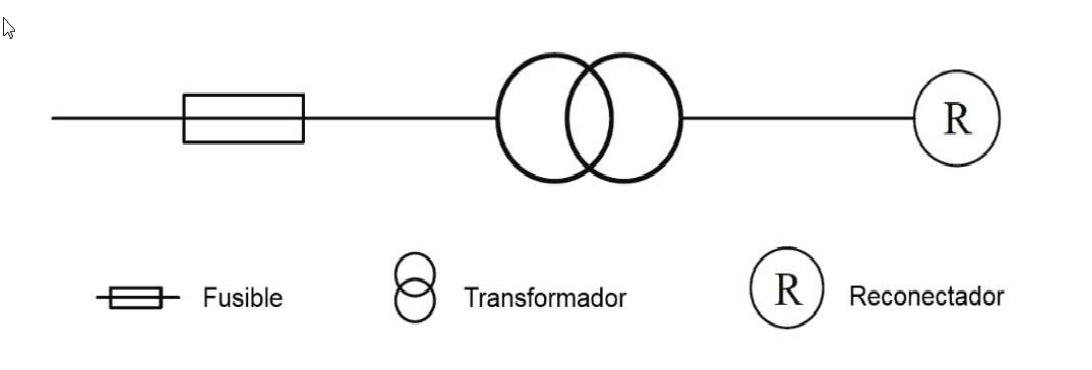 R
Fusible
Transformador
R
Reconectador